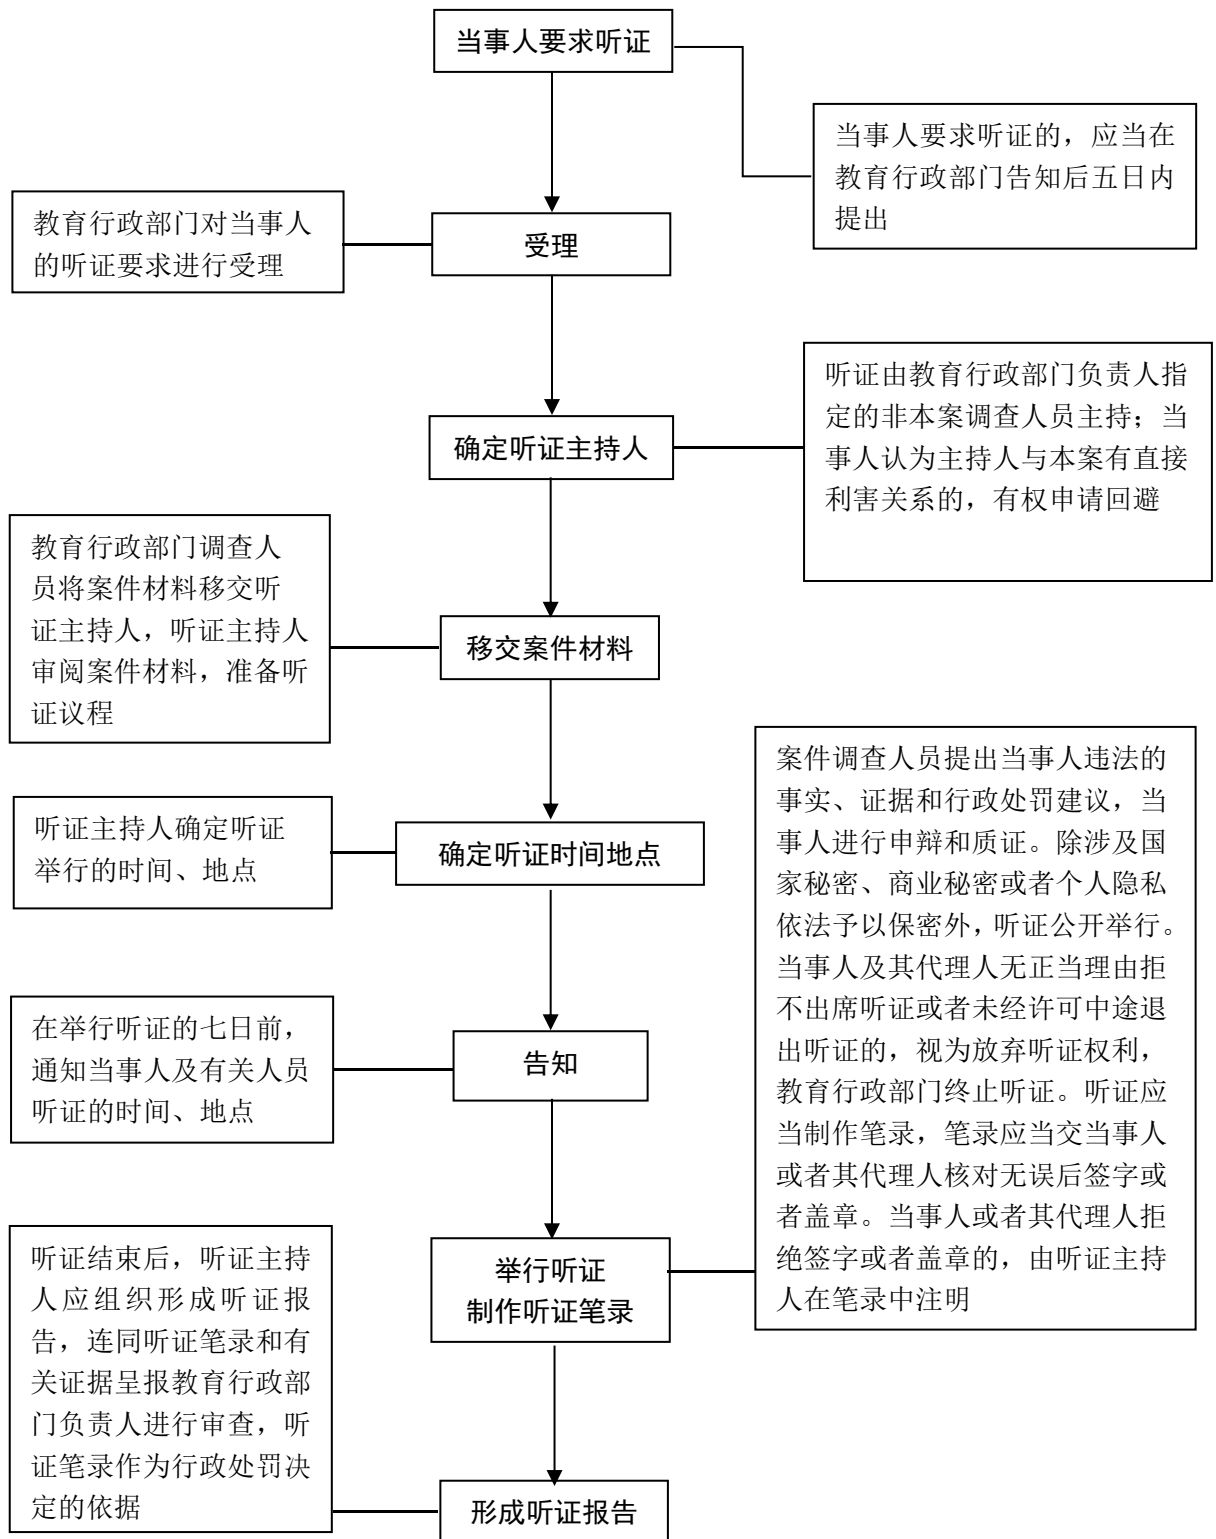 当事人要求听证
当事人要求听证的，应当在
教育行政部门告知后五日内
提出
教育行政部门对当事人
的听证要求进行受理
受理
听证由教育行政部门负责人指
定的非本案调查人员主持；当
事人认为主持人与本案有直接
利害关系的，有权申请回避
确定听证主持人
教育行政部门调查人
员将案件材料移交听
证主持人，听证主持人
审阅案件材料，准备听
证议程
移交案件材料
听证主持人确定听证
举行的时间、地点
确定听证时间地点
案件调查人员提出当事人违法的
事实、证据和行政处罚建议，当
事人进行申辩和质证。除涉及国
家秘密、商业秘密或者个人隐私
依法予以保密外，听证公开举行。
当事人及其代理人无正当理由拒
不出席听证或者未经许可中途退
出听证的，视为放弃听证权利，
教育行政部门终止听证。听证应
当制作笔录，笔录应当交当事人
或者其代理人核对无误后签字或
者盖章。当事人或者其代理人拒
绝签字或者盖章的，由听证主持
人在笔录中注明
在举行听证的七日前，
通知当事人及有关人员
听证的时间、地点
告知
举行听证
制作听证笔录
听证结束后，听证主持
人应组织形成听证报
告，连同听证笔录和有
关证据呈报教育行政部
门负责人进行审查，听
证笔录作为行政处罚决
定的依据
形成听证报告